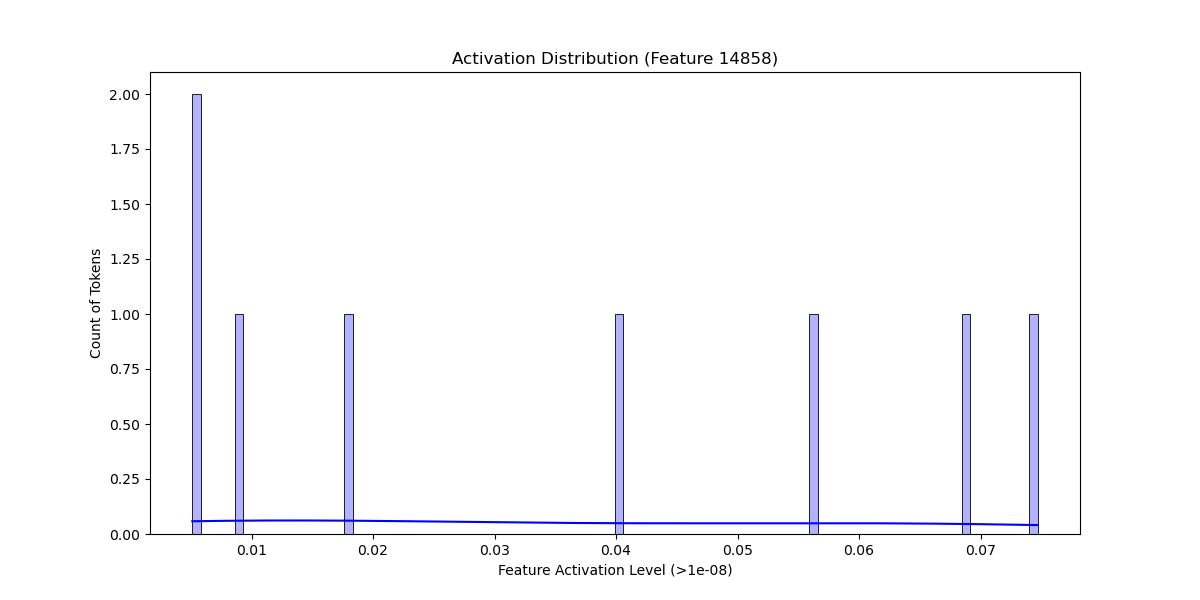 Activation Distribution (Feature 14858)
2.00
1.75
1.50
1.25
1.00
0.75
0.50
0.25
0.00
Count of Tokens
0.01 0.02 0.03 0.04 0.05 0.06 0.07
Feature Activation Level (>1e-08)